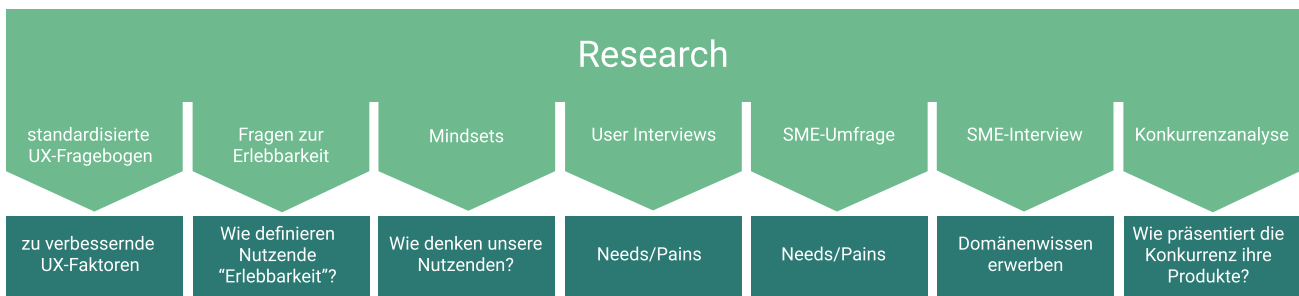 Research
standardisierte
UX-Fragebogen
Fragen zur
Erlebbarkeit
Mindsets
User Interviews
SME-Umfrage
SME-Interview
Konkurrenzanalyse
zu verbessernde
UX-Faktoren
Wie definieren
Nutzende
“Erlebbarkeit”?
Wie denken unsere
Nutzenden?
Needs/Pains
Needs/Pains
Domänenwissen
erwerben
Wie präsentiert die
Konkurrenz ihre
Produkte?